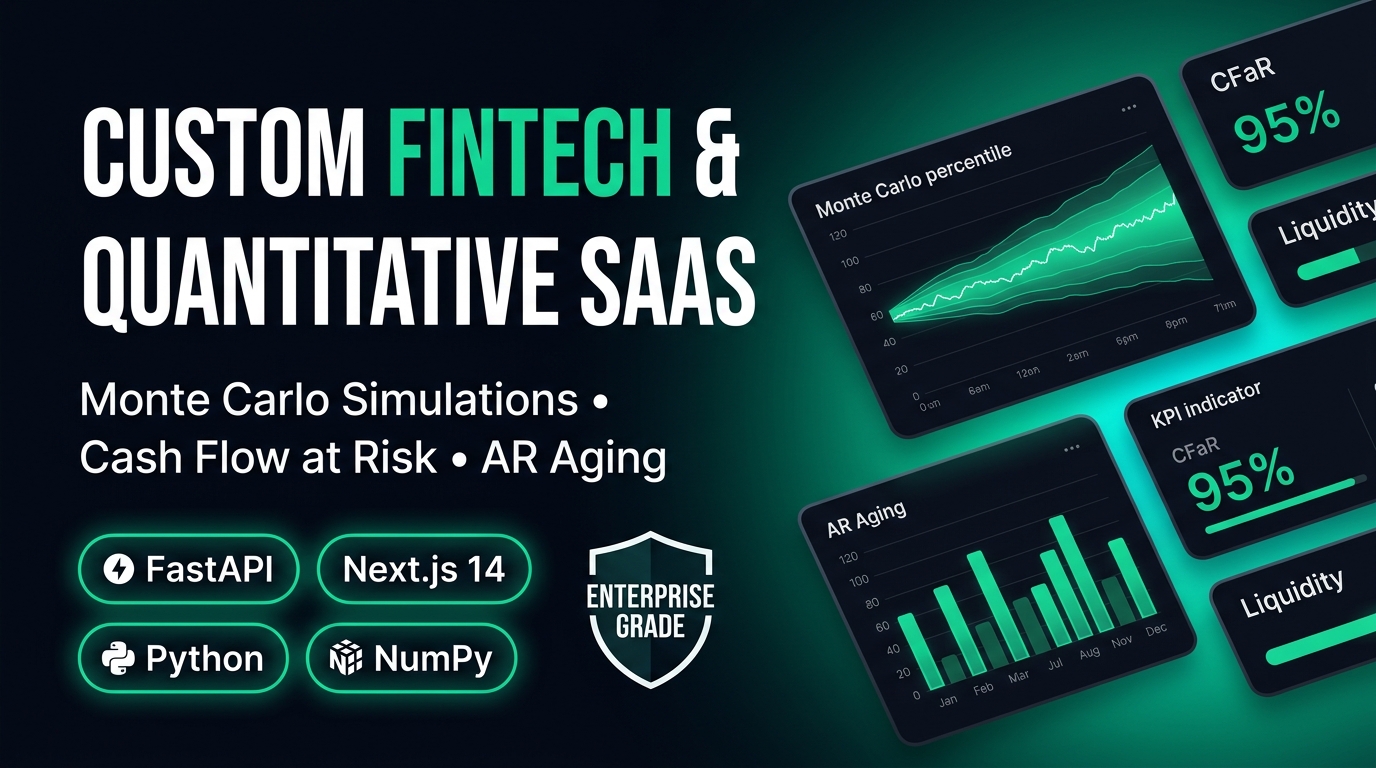 CUSTOM FINTECH &
QUANTITATIVE SAAS
Monte Carlo Simulations •
Cash Flow at Risk • AR Aging
FastAPI
Next.js 14
Python
NumPy
ENTERPRISE
GRADE
Monte Carlo percentile
120
100
80
60
40
20
0
12am
2am
6pm
8pm
CFaR
95%
Liquidity
AR Aging
120
100
80
60
40
20
0
Jan Feb Mar Jul Aug Nov Dec
KPI indicator
CFaR
95%
Liquidity